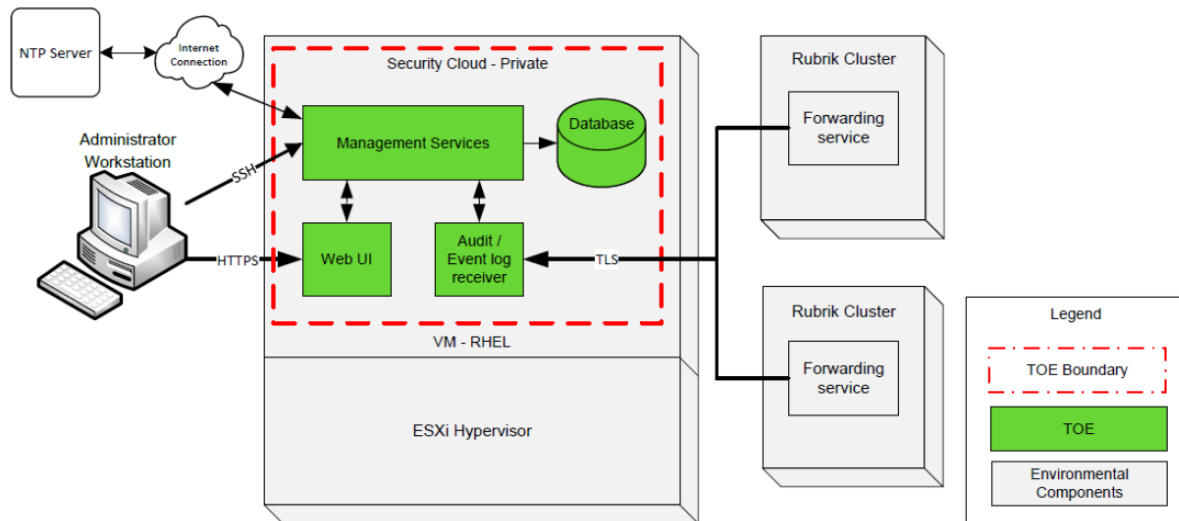 NTP Server
Internet
Connection
Administrator
Workstation
SSH
HTTPS
Security Cloud - Private
Management Services
Database
Web UI
Audit /
Event log
receiver
TLS
VM - RHEL
ESXi Hypervisor
Rubrik Cluster
Forwarding
service
Rubrik Cluster
Forwarding
service
Legend
TOE Boundary
TOE
Environmental
Components